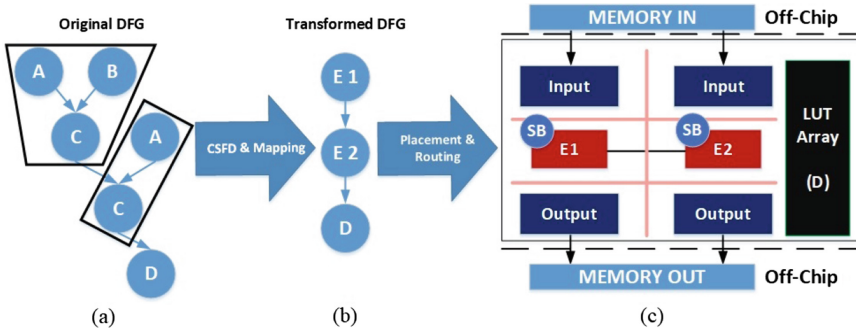 Original DFG
A
B
C
A
C
D
(a)
CSFD & Mapping
Transformed DFG
E 1
E 2
D
(b)
Placement &
Routing
MEMORY IN
Off-Chip
Input
Input
SB
E1
SB
E2
LUT
Array
(D)
Output
Output
MEMORY OUT
Off-Chip
(c)